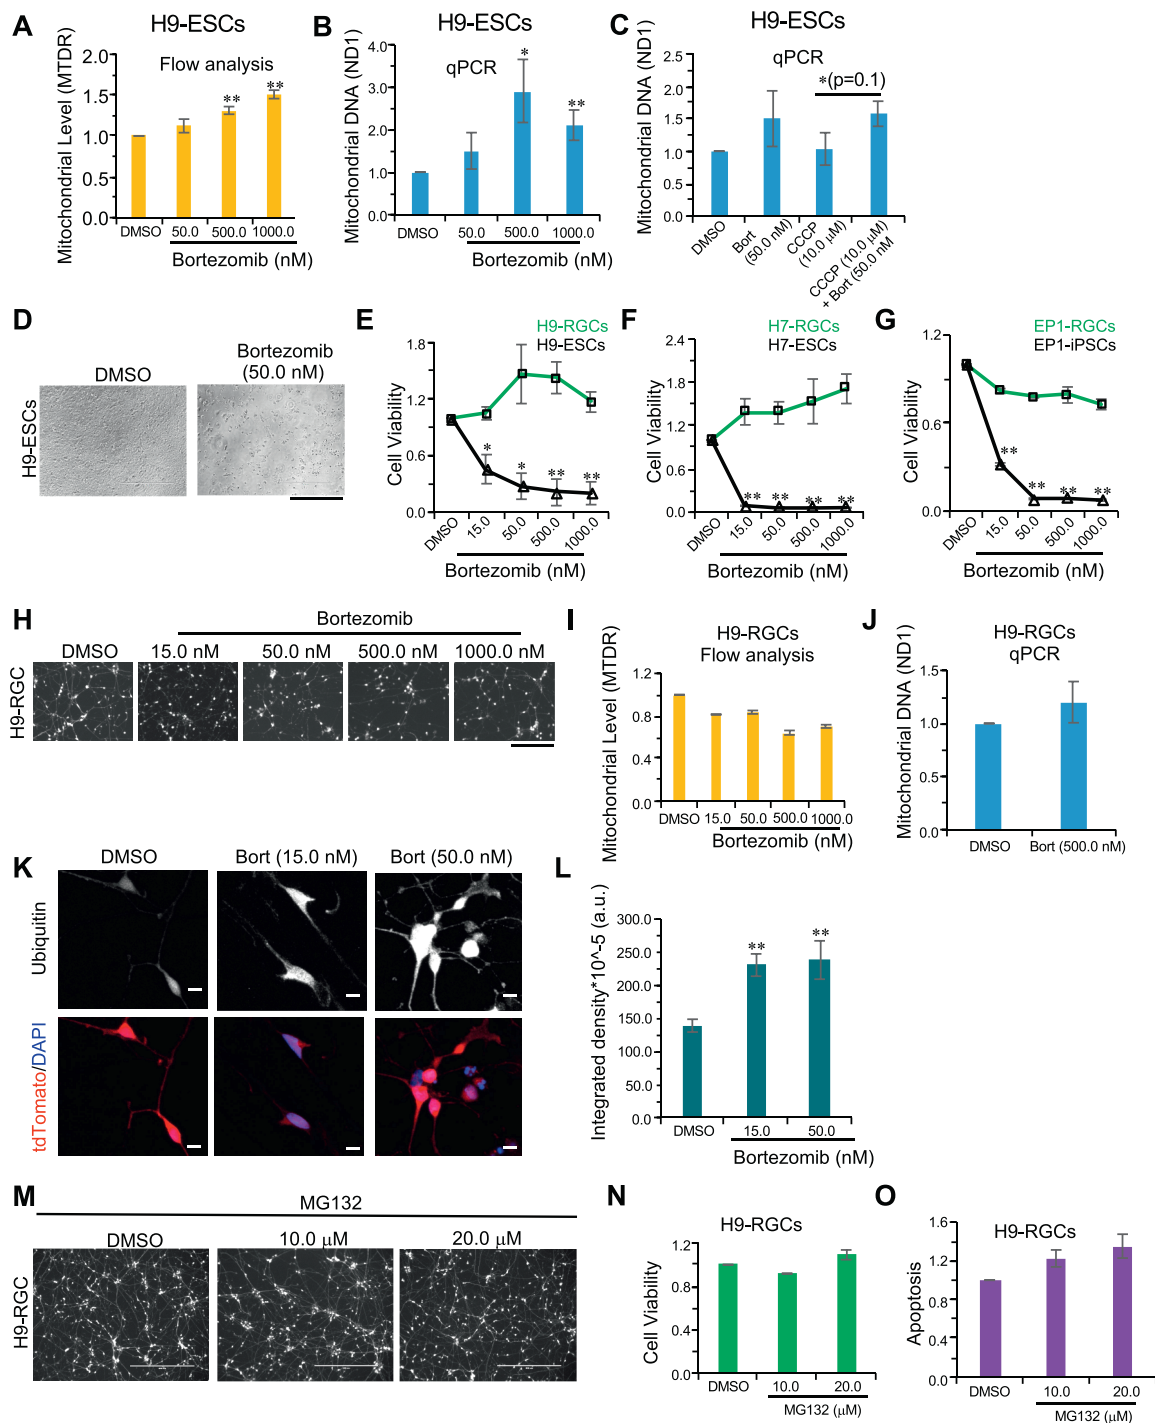 A
H9-ESCs
Flow analysis
Mitochondrial Level (MTDR)
2.0
1.5
1.0
0.5
0.0
**
**
DMSO
50.0
500.0
1000.0
Bortezomib (nM)
B
H9-ESCs
qPCR
Mitochondrial DNA (ND1)
4.0
3.0
2.0
1.0
0.0
*
**
DMSO
50.0
500.0
1000.0
Bortezomib (nM)
C
H9-ESCs
qPCR
*(p=0.1)
Mitochondrial DNA (ND1)
2.5
2.0
1.5
1.0
0.5
0.0
DMSO
Bort
(50.0 nM)
CCCP
(10.0 μM)
CCCP (10.0 μM)
+ Bort (50.0 nM
D
DMSO
Bortezomib
(50.0 nM)
H9-ESCs
E
H9-RGCs
H9-ESCs
Cell Viability
1.8
1.2
0.6
0.0
*
*
**
**
DMSO
15.0
50.0
500.0
1000.0
Bortezomib (nM)
F
H7-RGCs
H7-ESCs
Cell Viability
2.4
1.8
1.2
0.6
0.0
**
**
**
**
DMSO
15.0
50.0
500.0
1000.0
Bortezomib (nM)
G
EP1-RGCs
EP1-iPSCs
Cell Viability
1.2
0.6
0.0
**
**
**
**
DMSO
15.0
50.0
500.0
1000.0
Bortezomib (nM)
H
Bortezomib
DMSO
15.0 nM
50.0 nM
500.0 nM
1000.0 nM
H9-RGC
I
H9-RGCs
Flow analysis
Mitochondrial Level (MTDR)
1.2
0.8
0.4
0.0
DMSO
15.0
50.0
500.0
1000.0
Bortezomib (nM)
J
H9-RGCs
qPCR
Mitochondrial DNA (ND1)
1.5
1.0
0.5
0.0
DMSO
Bort (500.0 nM)
K
DMSO
Bort (15.0 nM)
Bort (50.0 nM)
Ubiquitin
tdTomato/DAPI
L
Integrated density*10^-5 (a.u.)
300.0
250.0
200.0
150.0
100.0
50.0
0.0
**
**
DMSO
15.0
50.0
Bortezomib (nM)
M
MG132
DMSO
10.0 μM
20.0 μM
H9-RGC
N
H9-RGCs
Cell Viability
1.2
0.8
0.4
0.0
DMSO
10.0
20.0
MG132 (μM)
O
H9-RGCs
Apoptosis
1.6
1.2
0.8
0.4
0.0
DMSO
10.0
20.0
MG132 (μM)